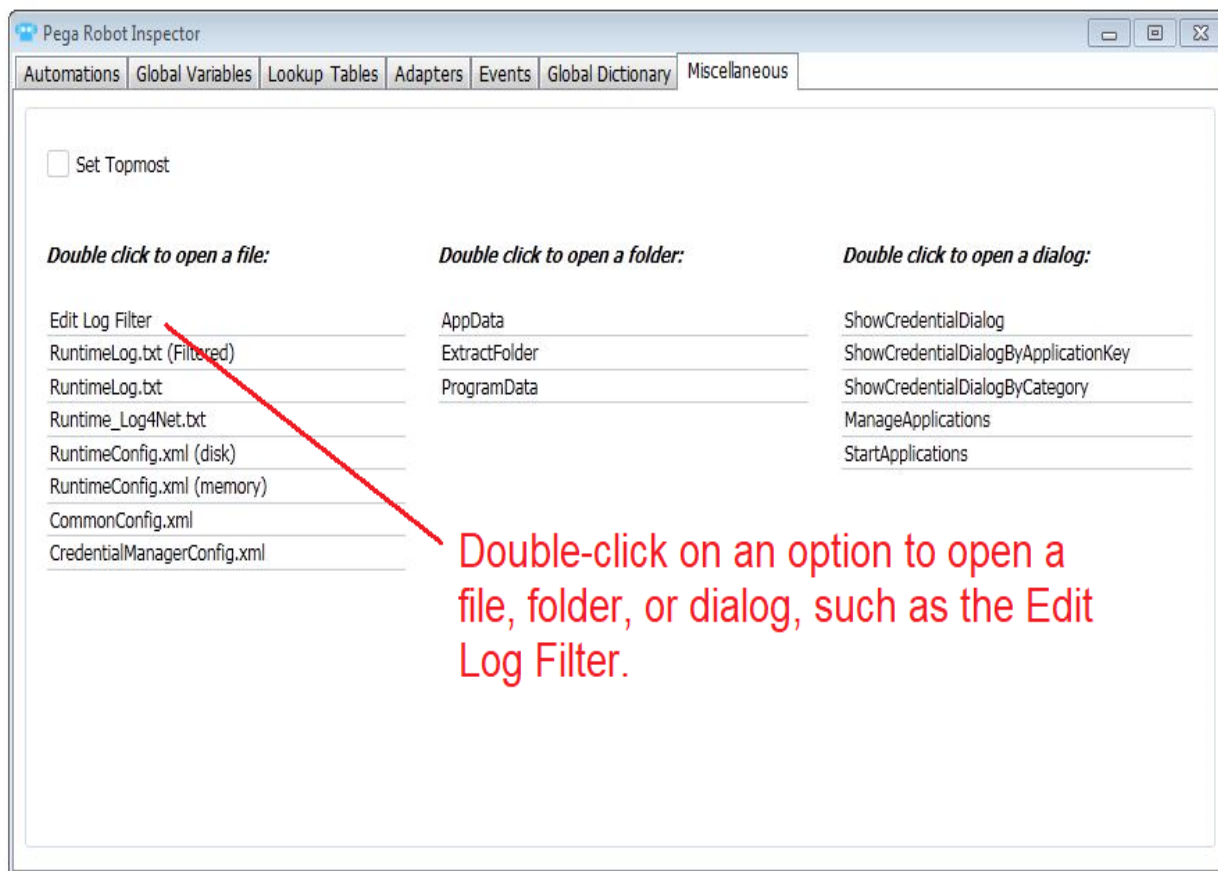 Pega Robot Inspector
Automations Global Variables Lookup Tables Adapters Events Global Dictionary Miscellaneous
Set Topmost
Double click to open a file:
Edit Log Filter
RuntimeLog.txt (Filtered)
RuntimeLog.txt
Runtime_Log4Net.txt
RuntimeConfig.xml (disk)
RuntimeConfig.xml (memory)
CommonConfig.xml
CredentialManagerConfig.xml
Double click to open a folder:
AppData
ExtractFolder
ProgramData
Double click to open a dialog:
ShowCredentialDialog
ShowCredentialDialogByApplicationKey
ShowCredentialDialogByCategory
ManageApplications
StartApplications
Double-click on an option to open a
file, folder, or dialog, such as the Edit
Log Filter.